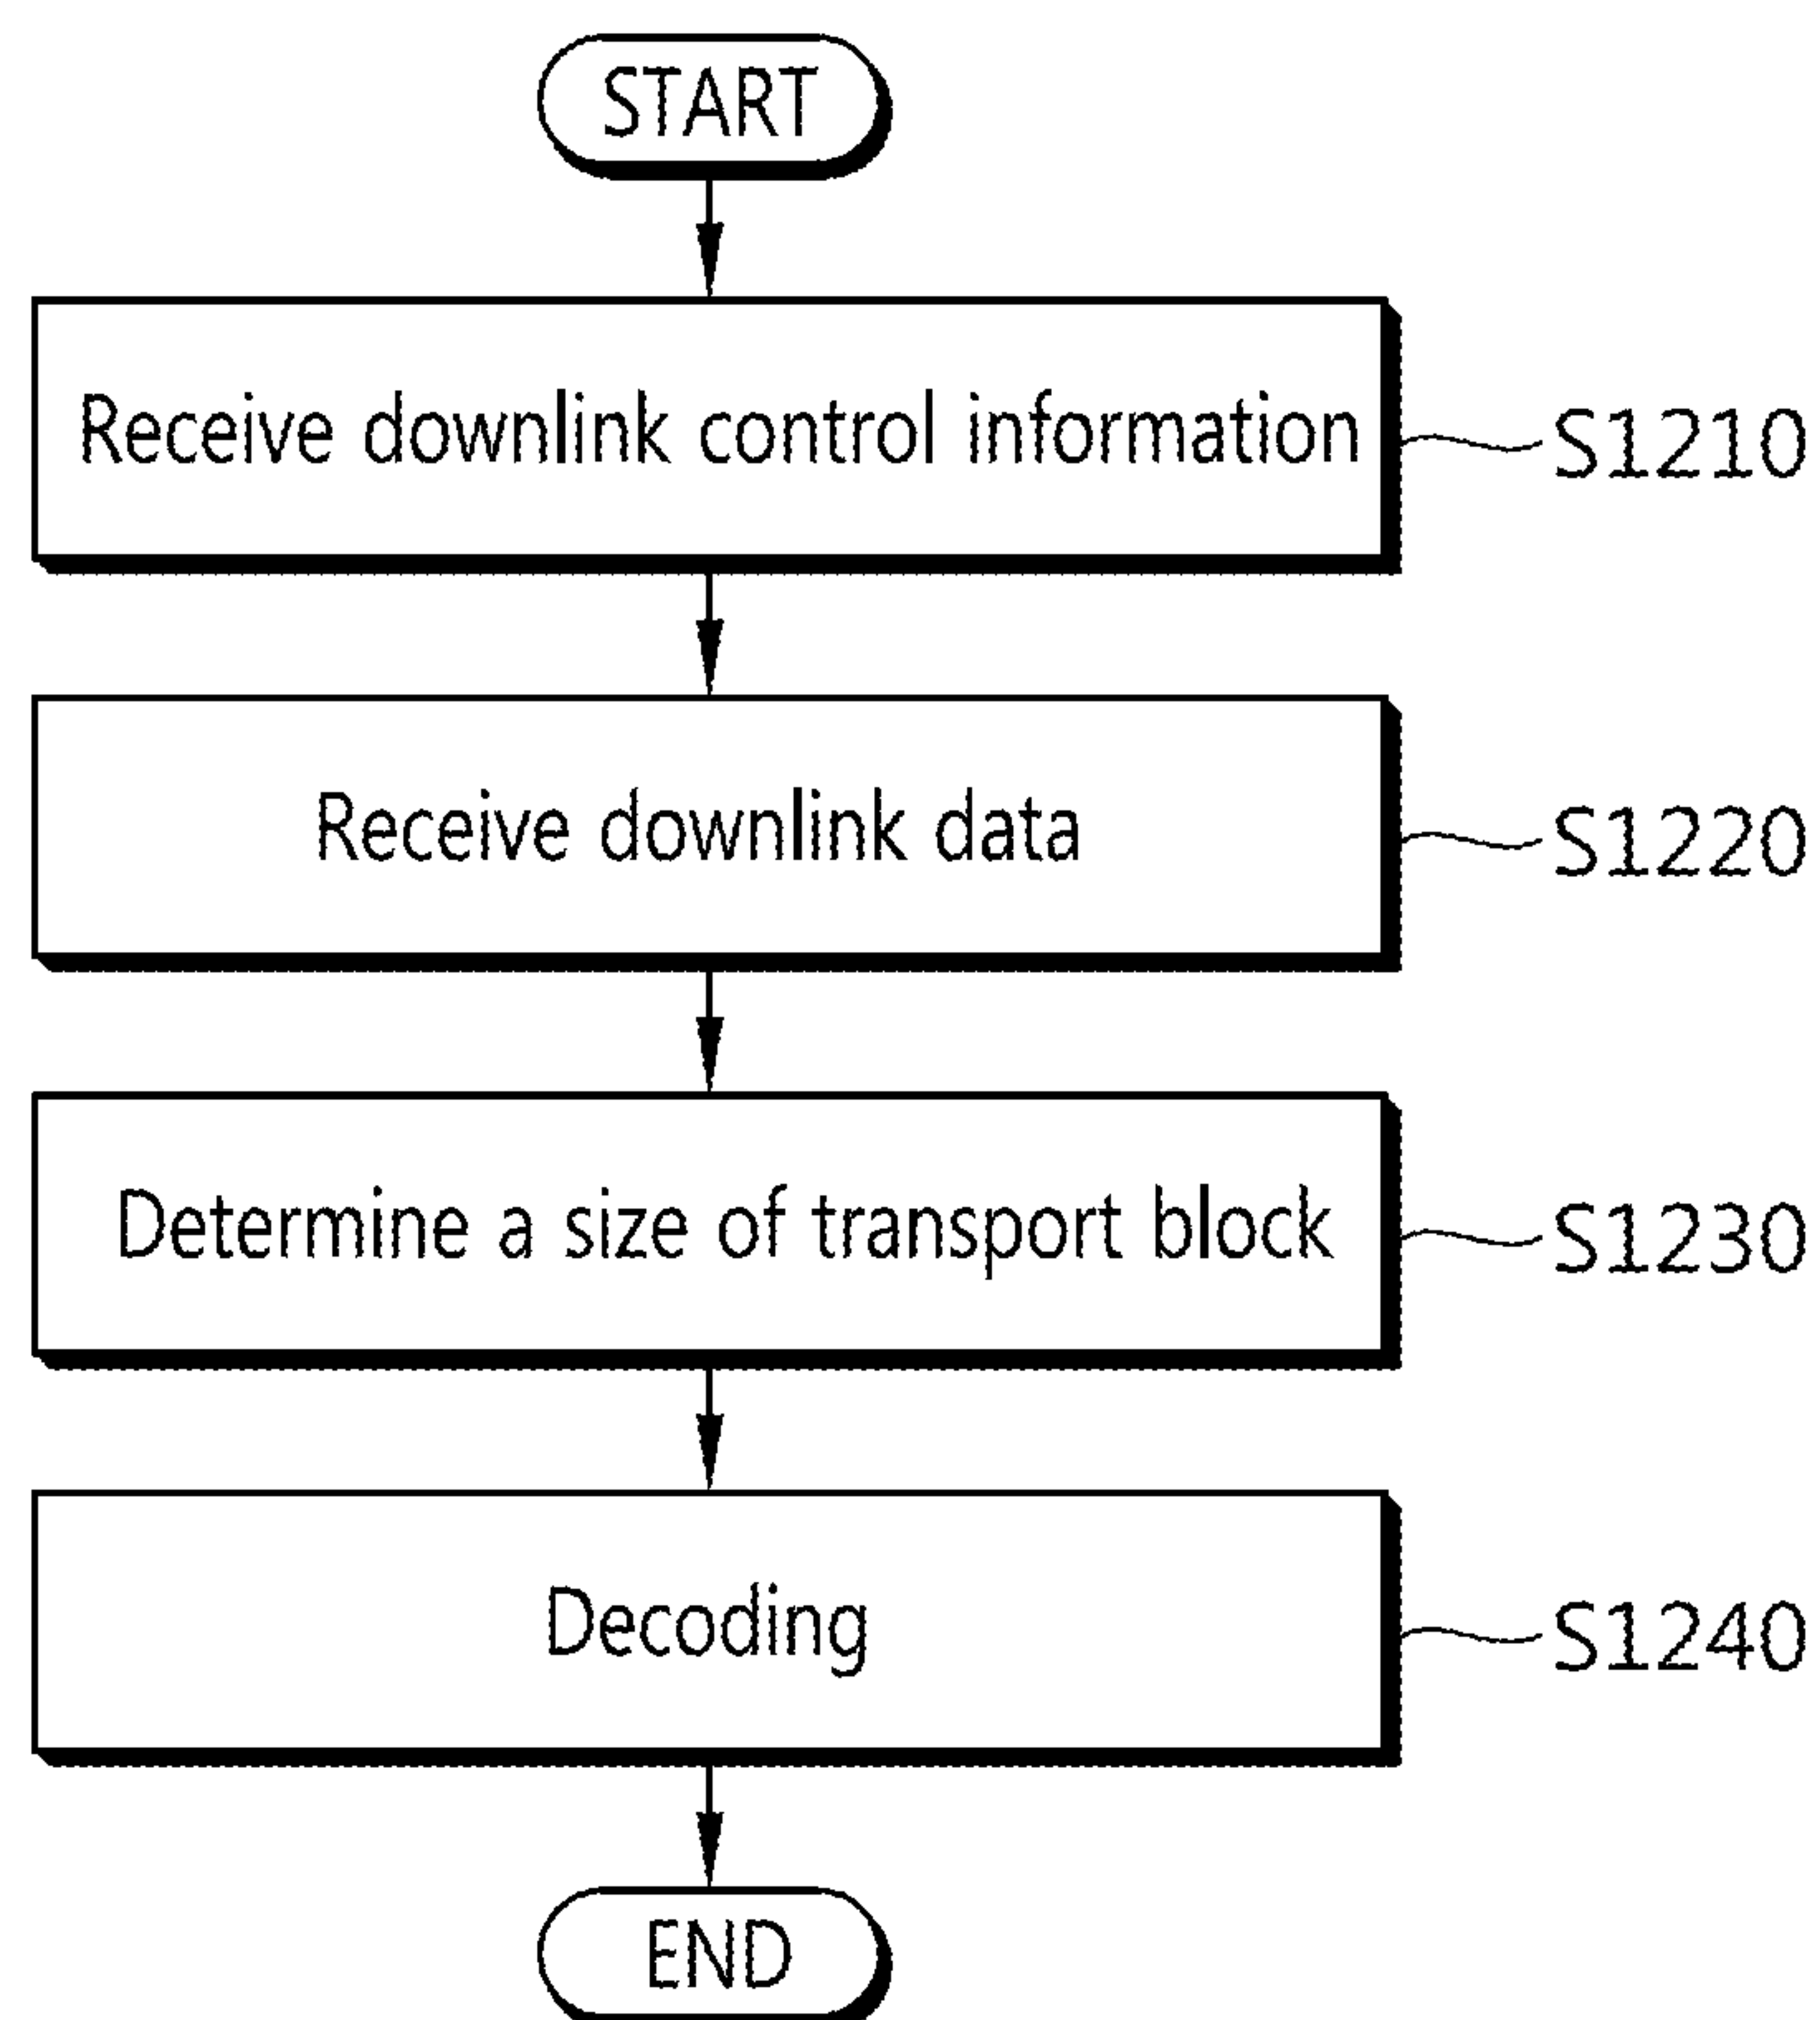 START
Receive downlink control information
S1210
Receive downlink data
S1220
Determine a size of transport block
S1230
Decoding
S1240
END